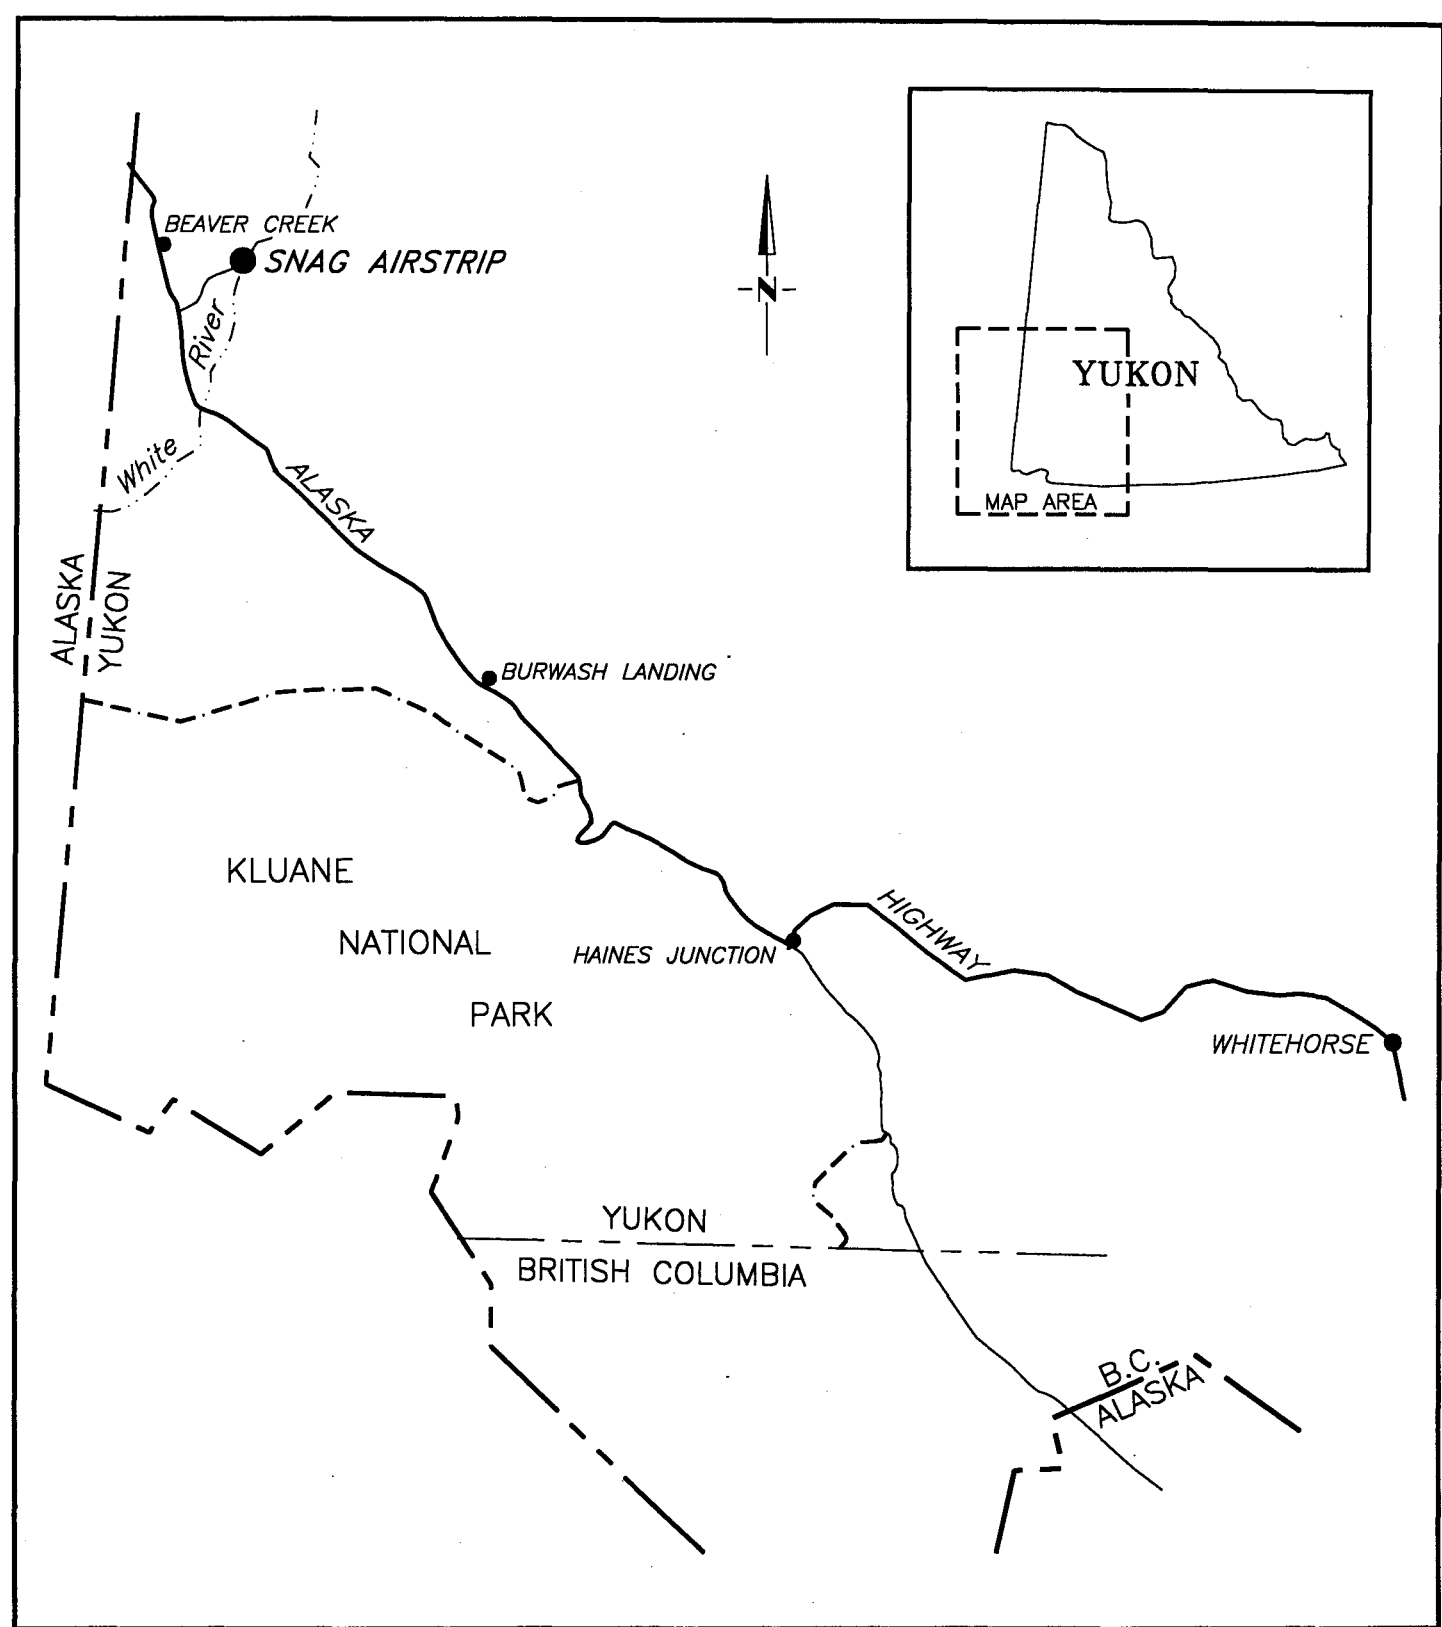 BEAVER CREEK
SNAG AIRSTRIP
River
White
N
YUKON
MAP AREA
ALASKA
ALASKA
YUKON
BURWASH LANDING
KLUANE
NATIONAL
PARK
HIGHWAY
HAINES JUNCTION
WHITEHORSE
YUKON
BRITISH COLUMBIA
B.C.
ALASKA